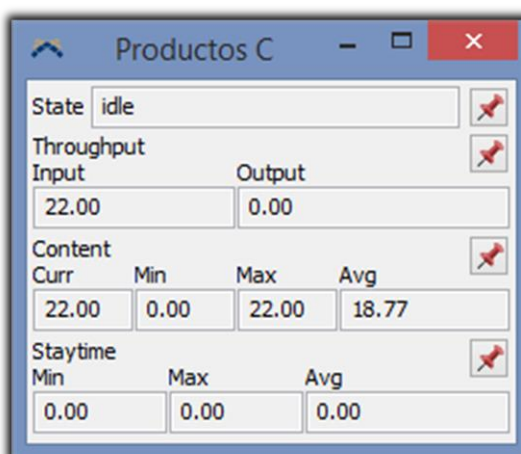 Productos C
State idle
Throughput
Input Output
22.00 0.00
Content
Curr Min Max Avg
22.00 0.00 22.00 18.77
Staytime
Min Max Avg
0.00 0.00 0.00